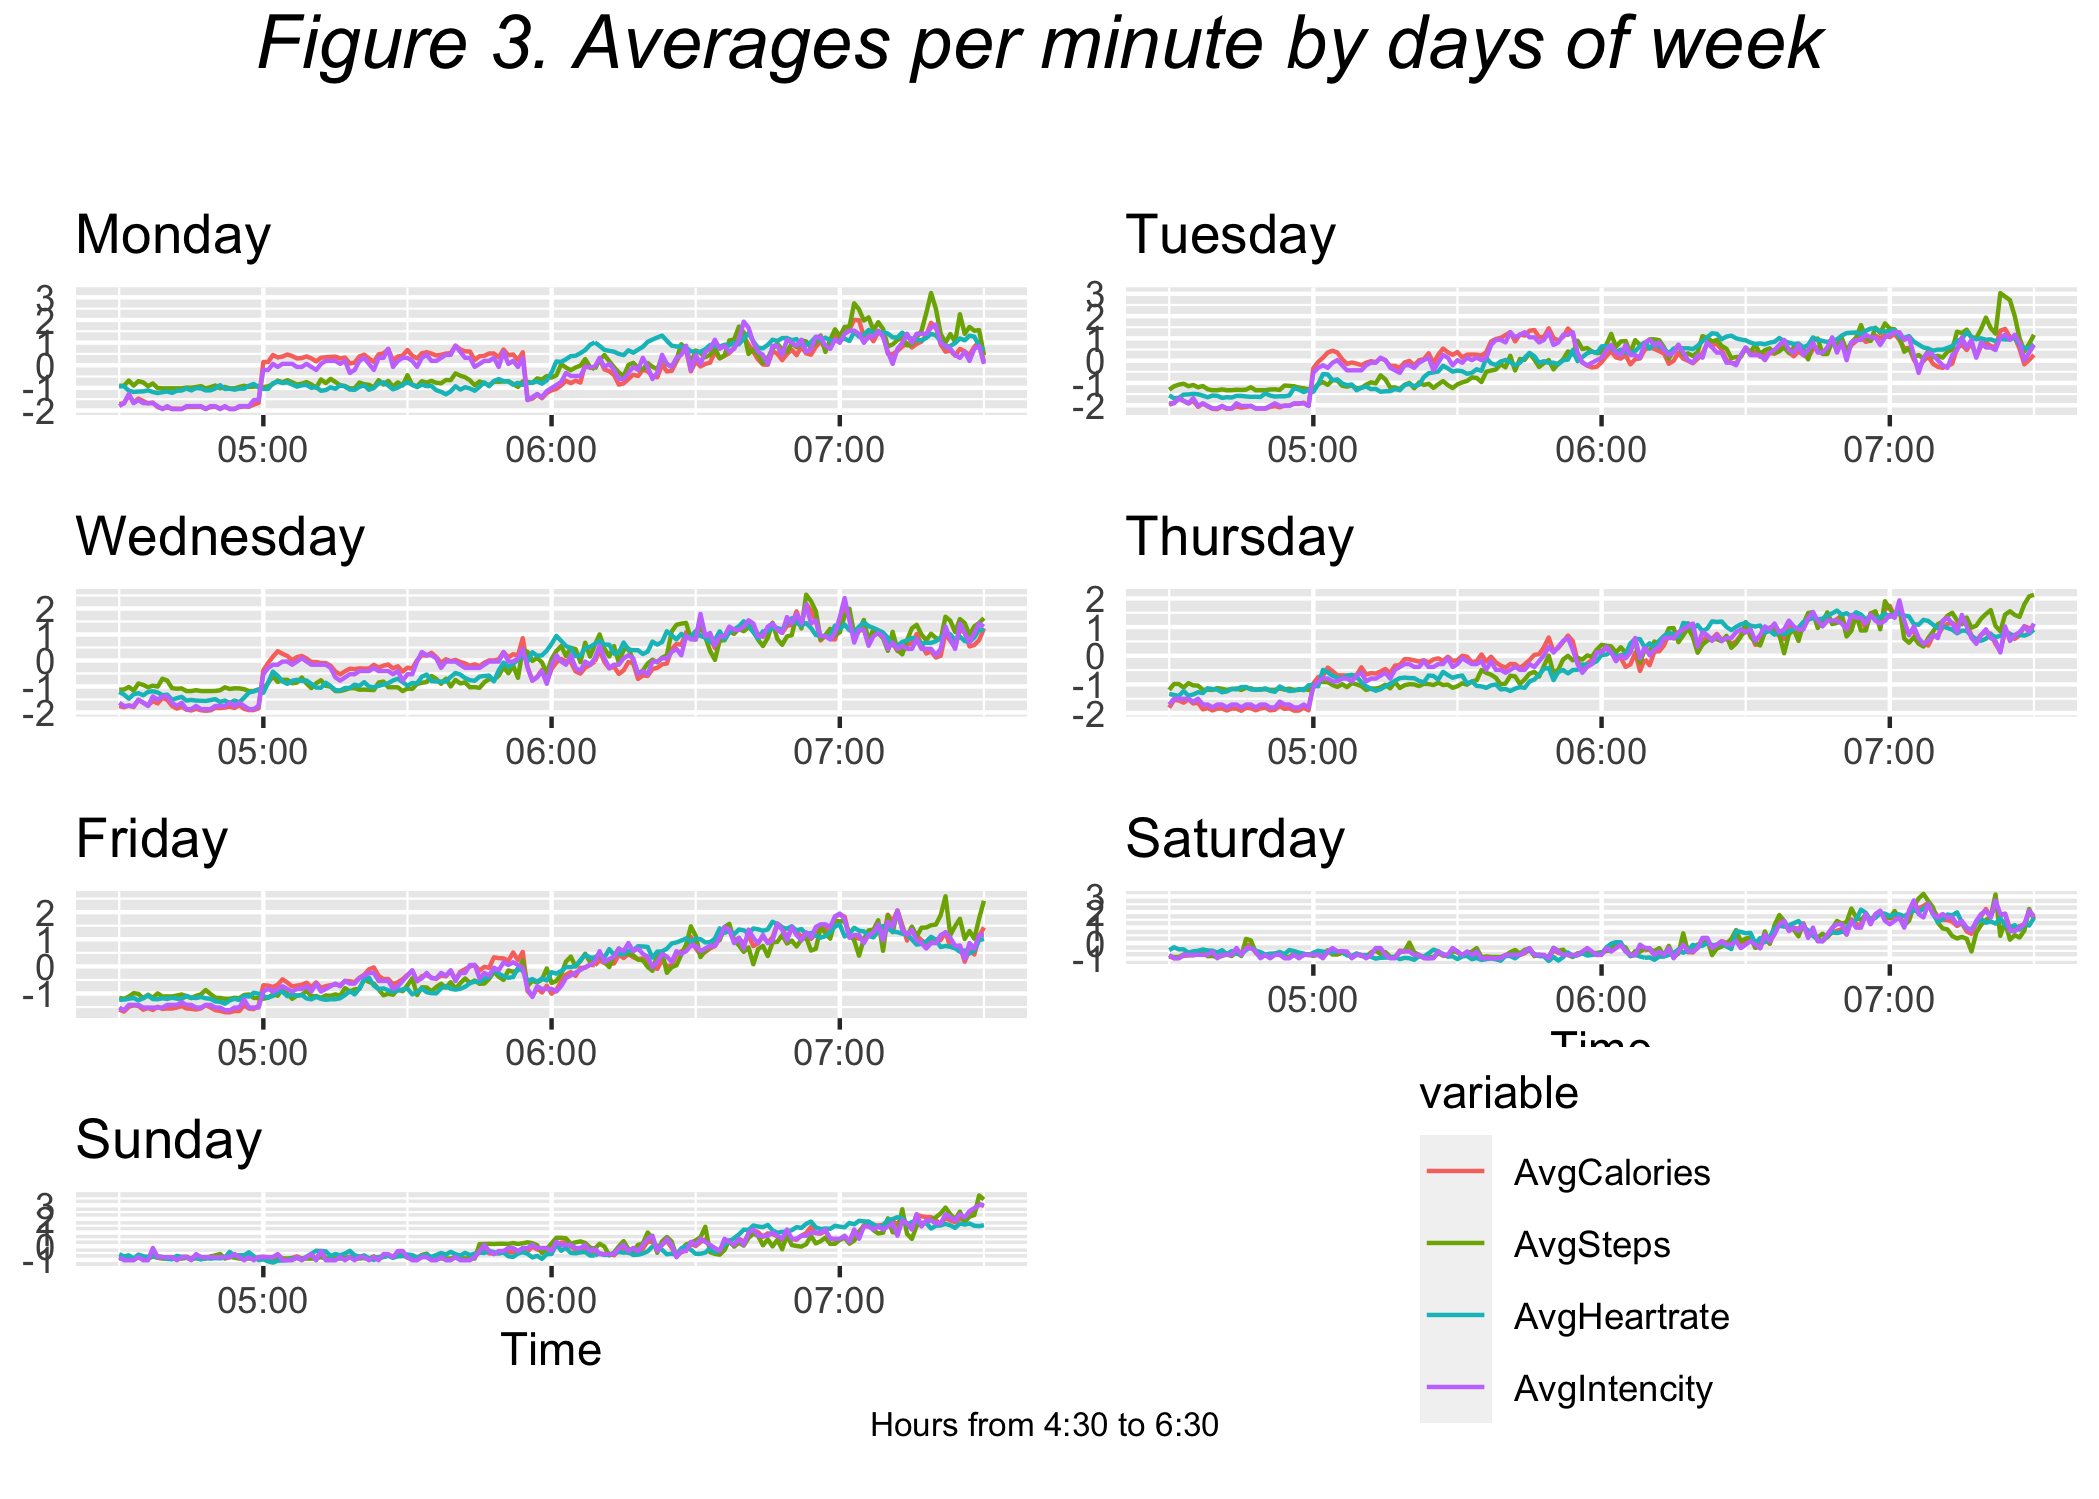 Figure 3. Averages per minute by days of week
Monday
3
2
1
0
-1
-2
05:00 06:00 07:00
Tuesday
3
2
1
0
-1
-2
05:00 06:00 07:00
Wednesday
2
1
0
-1
-2
05:00 06:00 07:00
Thursday
2
1
0
-1
-2
05:00 06:00 07:00
Friday
2
1
0
-1
05:00 06:00 07:00
Saturday
3
2
1
0
-1
05:00 06:00 07:00
Time
Sunday
3
2
1
0
-1
05:00 06:00 07:00
Time
variable
AvgCalories
AvgSteps
AvgHeartrate
AvgIntencity
Hours from 4:30 to 6:30